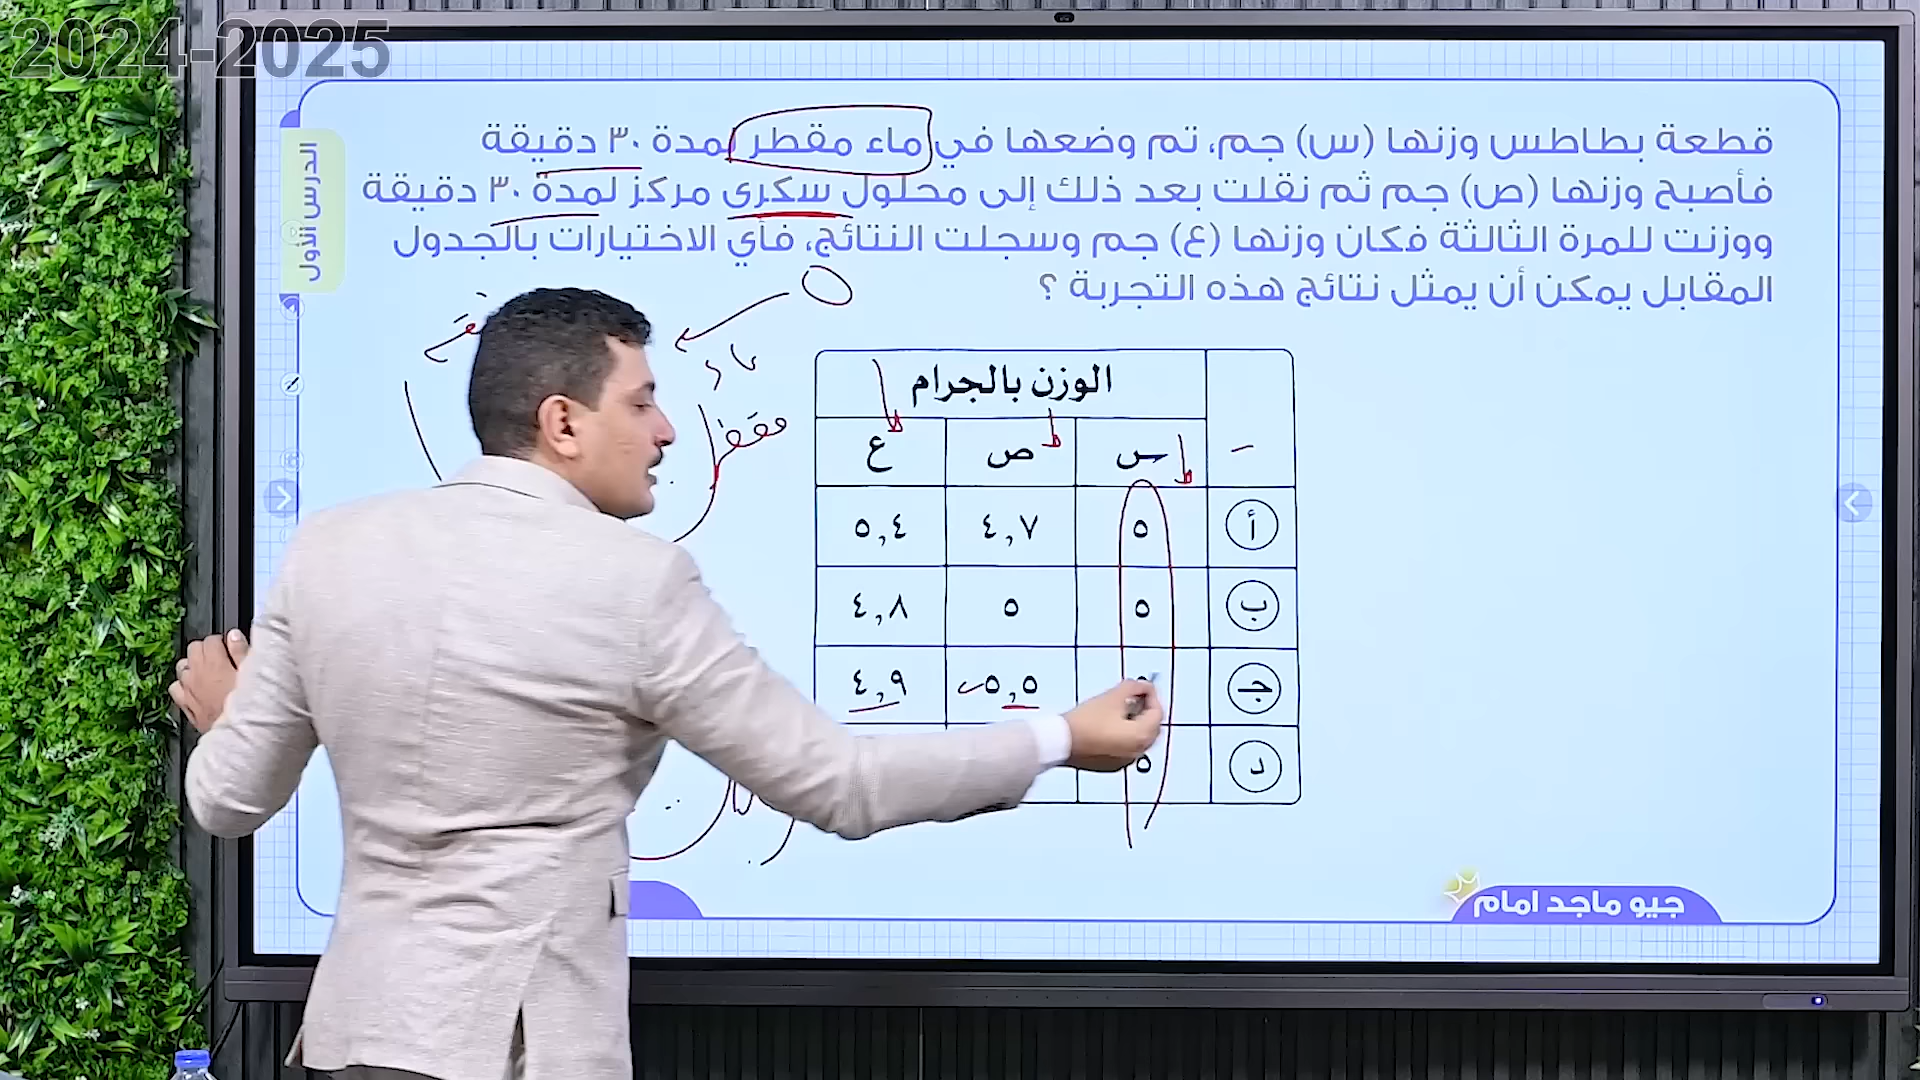 2024-2025
قطعة بطاطس وزنها (س) جم، تم وضعها في ماء مقطر لمدة ٣٠ دقيقة
فأصبح وزنها (ص) جم ثم نقلت بعد ذلك إلى محلول سكرى مركز لمدة ٣٠ دقيقة
ووزنت للمرة الثالثة فكان وزنها (ع) جم وسجلت النتائج، فأي الاختيارات بالجدول
المقابل يمكن أن يمثل نتائج هذه التجربة ؟
الدرس الأول
الوزن بالجرام
س ص ع
أ ٥ ٤,٧ ٥,٤
ب ٥ ٥ ٤,٨
جـ ٥,٥ ٤,٩
د ٥
مقطر
جيو ماجد امام